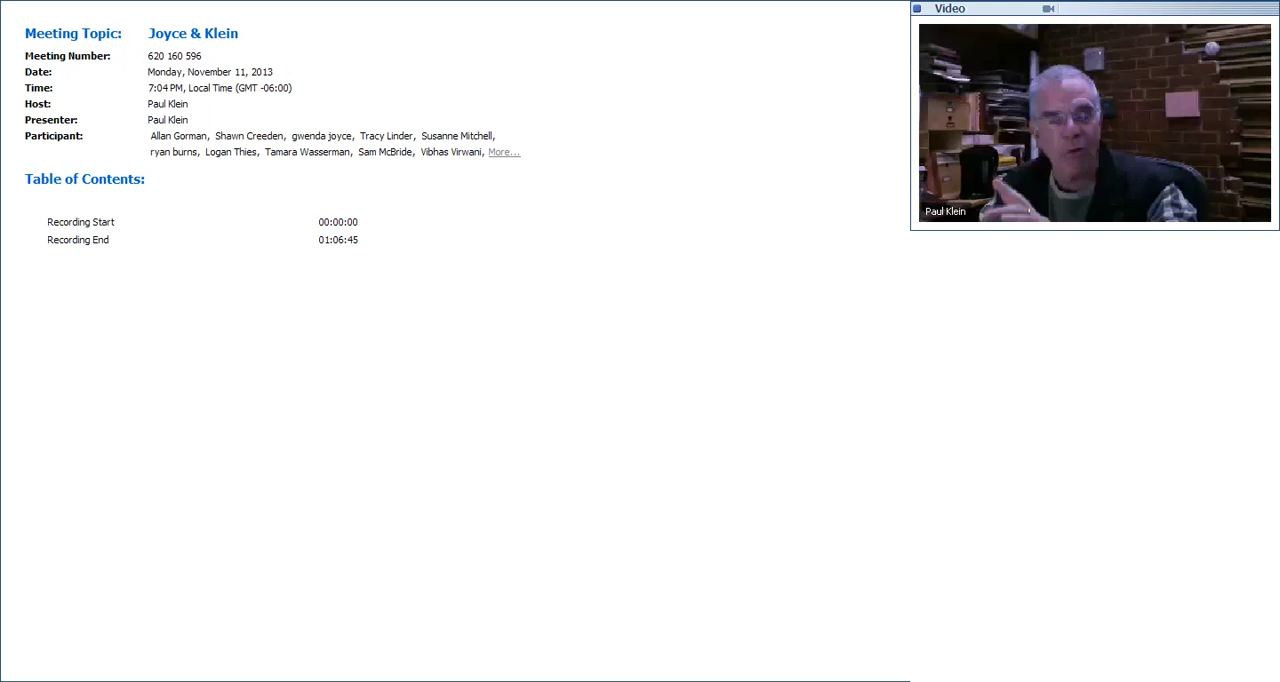 Meeting Topic: Joyce & Klein
Meeting Number: 620 160 596
Date: Monday, November 11, 2013
Time: 7:04 PM, Local Time (GMT -06:00)
Host: Paul Klein
Presenter: Paul Klein
Participant: Allan Gorman, Shawn Creeden, gwenda joyce, Tracy Linder, Susanne Mitchell,
ryan burns, Logan Thies, Tamara Wasserman, Sam McBride, Vibhas Virwani, More...
Table of Contents:
Recording Start 00:00:00
Recording End 01:06:45
Video
Paul Klein